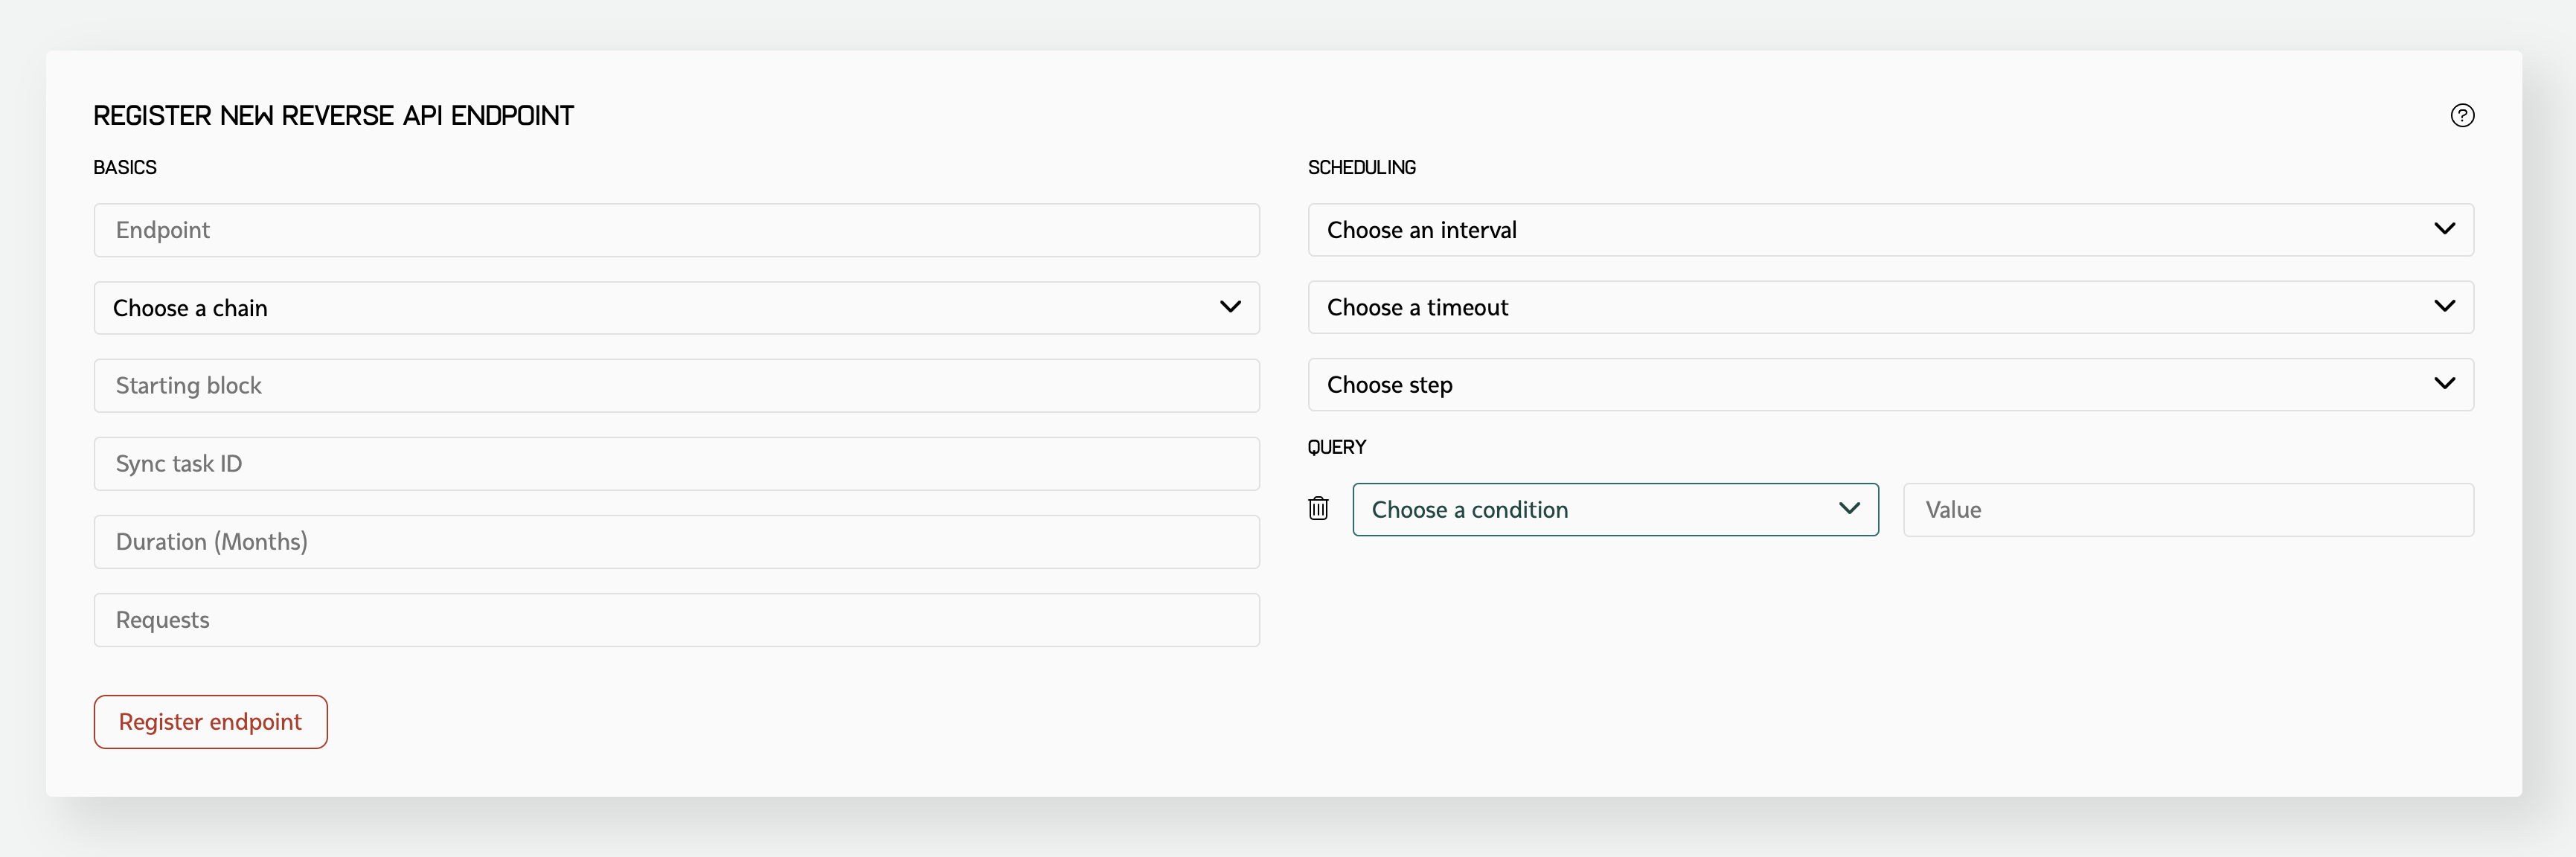 REGISTER NEW REVERSE API ENDPOINT
?
BASICS
Endpoint
Choose a chain
Starting block
Sync task ID
Duration (Months)
Requests
Register endpoint
SCHEDULING
Choose an interval
Choose a timeout
Choose step
QUERY
Choose a condition
Value